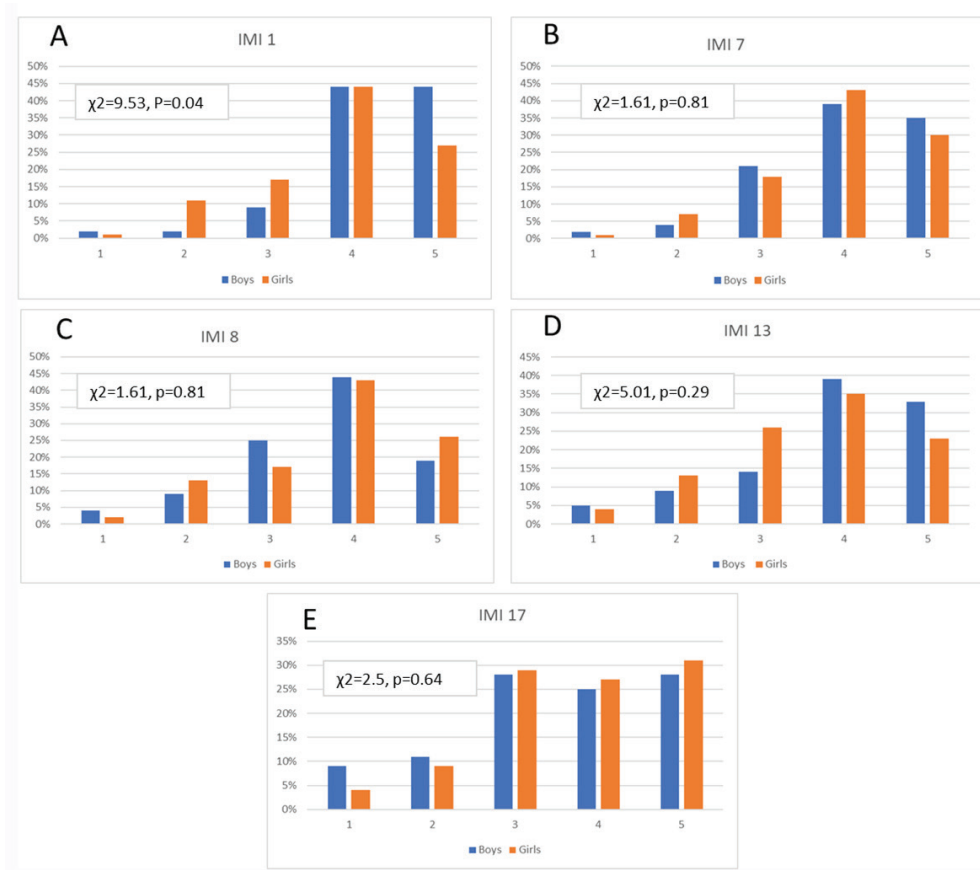 A
IMI 1
50%
45%
40%
35%
30%
25%
20%
15%
10%
5%
0%
χ2=9.53, P=0.04
1 2 3 4 5
Boys Girls
B
IMI 7
50%
45%
40%
35%
30%
25%
20%
15%
10%
5%
0%
χ2=1.61, p=0.81
1 2 3 4 5
Boys Girls
C
IMI 8
50%
45%
40%
35%
30%
25%
20%
15%
10%
5%
0%
χ2=1.61, p=0.81
1 2 3 4 5
Boys Girls
D
IMI 13
45%
40%
35%
30%
25%
20%
15%
10%
5%
0%
χ2=5.01, p=0.29
1 2 3 4 5
Boys Girls
E
IMI 17
35%
30%
25%
20%
15%
10%
5%
0%
χ2=2.5, p=0.64
1 2 3 4 5
Boys Girls